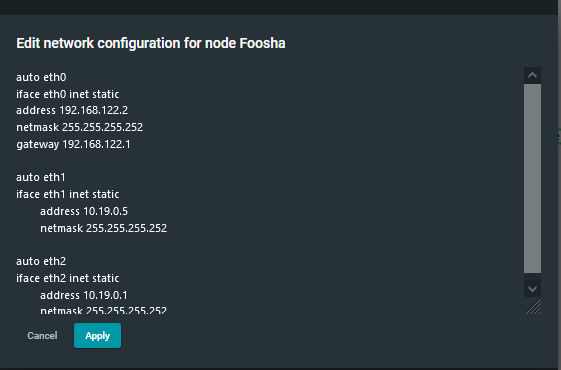 Edit network configuration for node Foosha
auto eth0
iface eth0 inet static
address 192.168.122.2
netmask 255.255.255.252
gateway 192.168.122.1
auto eth1
iface eth1 inet static
address 10.19.0.5
netmask 255.255.255.252
auto eth2
iface eth2 inet static
address 10.19.0.1
netmask 255.255.255.252
Cancel
Apply